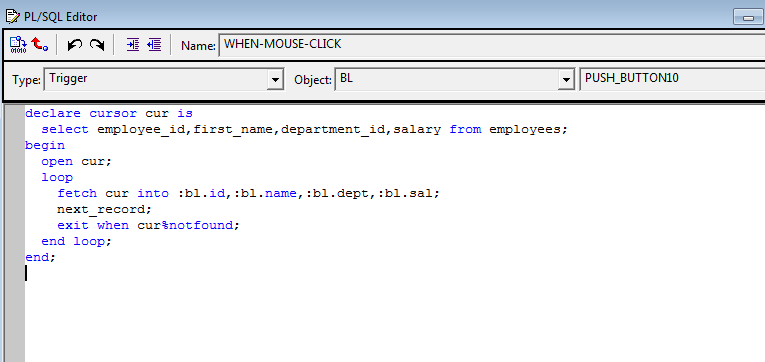 PL/SQL Editor
Name: WHEN-MOUSE-CLICK
Type: Trigger Object: BL PUSH_BUTTON10
declare cursor cur is
  select employee_id,first_name,department_id,salary from employees;
begin
  open cur;
  loop
    fetch cur into :bl.id,:bl.name,:bl.dept,:bl.sal;
    next_record;
    exit when cur%notfound;
  end loop;
end;